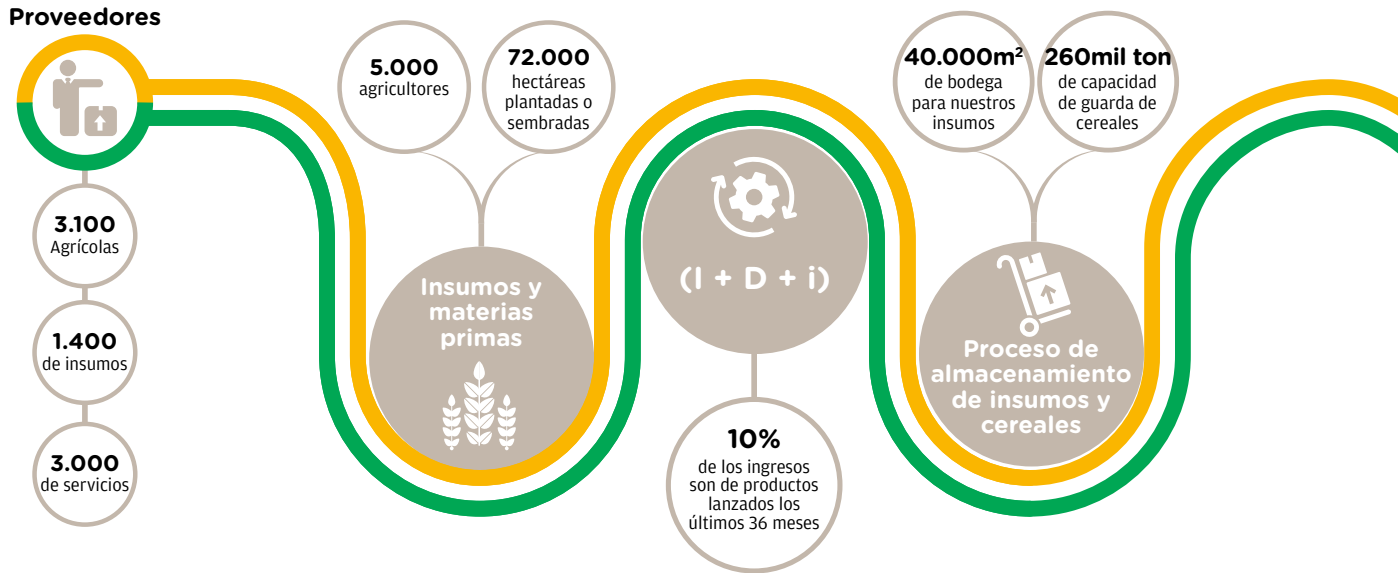 Proveedores
3.100
Agrícolas
1.400
de insumos
3.000
de servicios
5.000
agricultores
72.000
hectáreas
plantadas o
sembradas
Insumos y
materias
primas
(I + D + i)
10%
de los ingresos
son de productos
lanzados los
últimos 36 meses
40.000m²
de bodega
para nuestros
insumos
260mil ton
de capacidad
de guarda de
cereales
Proceso de
almacenamiento
de insumos y
cereales